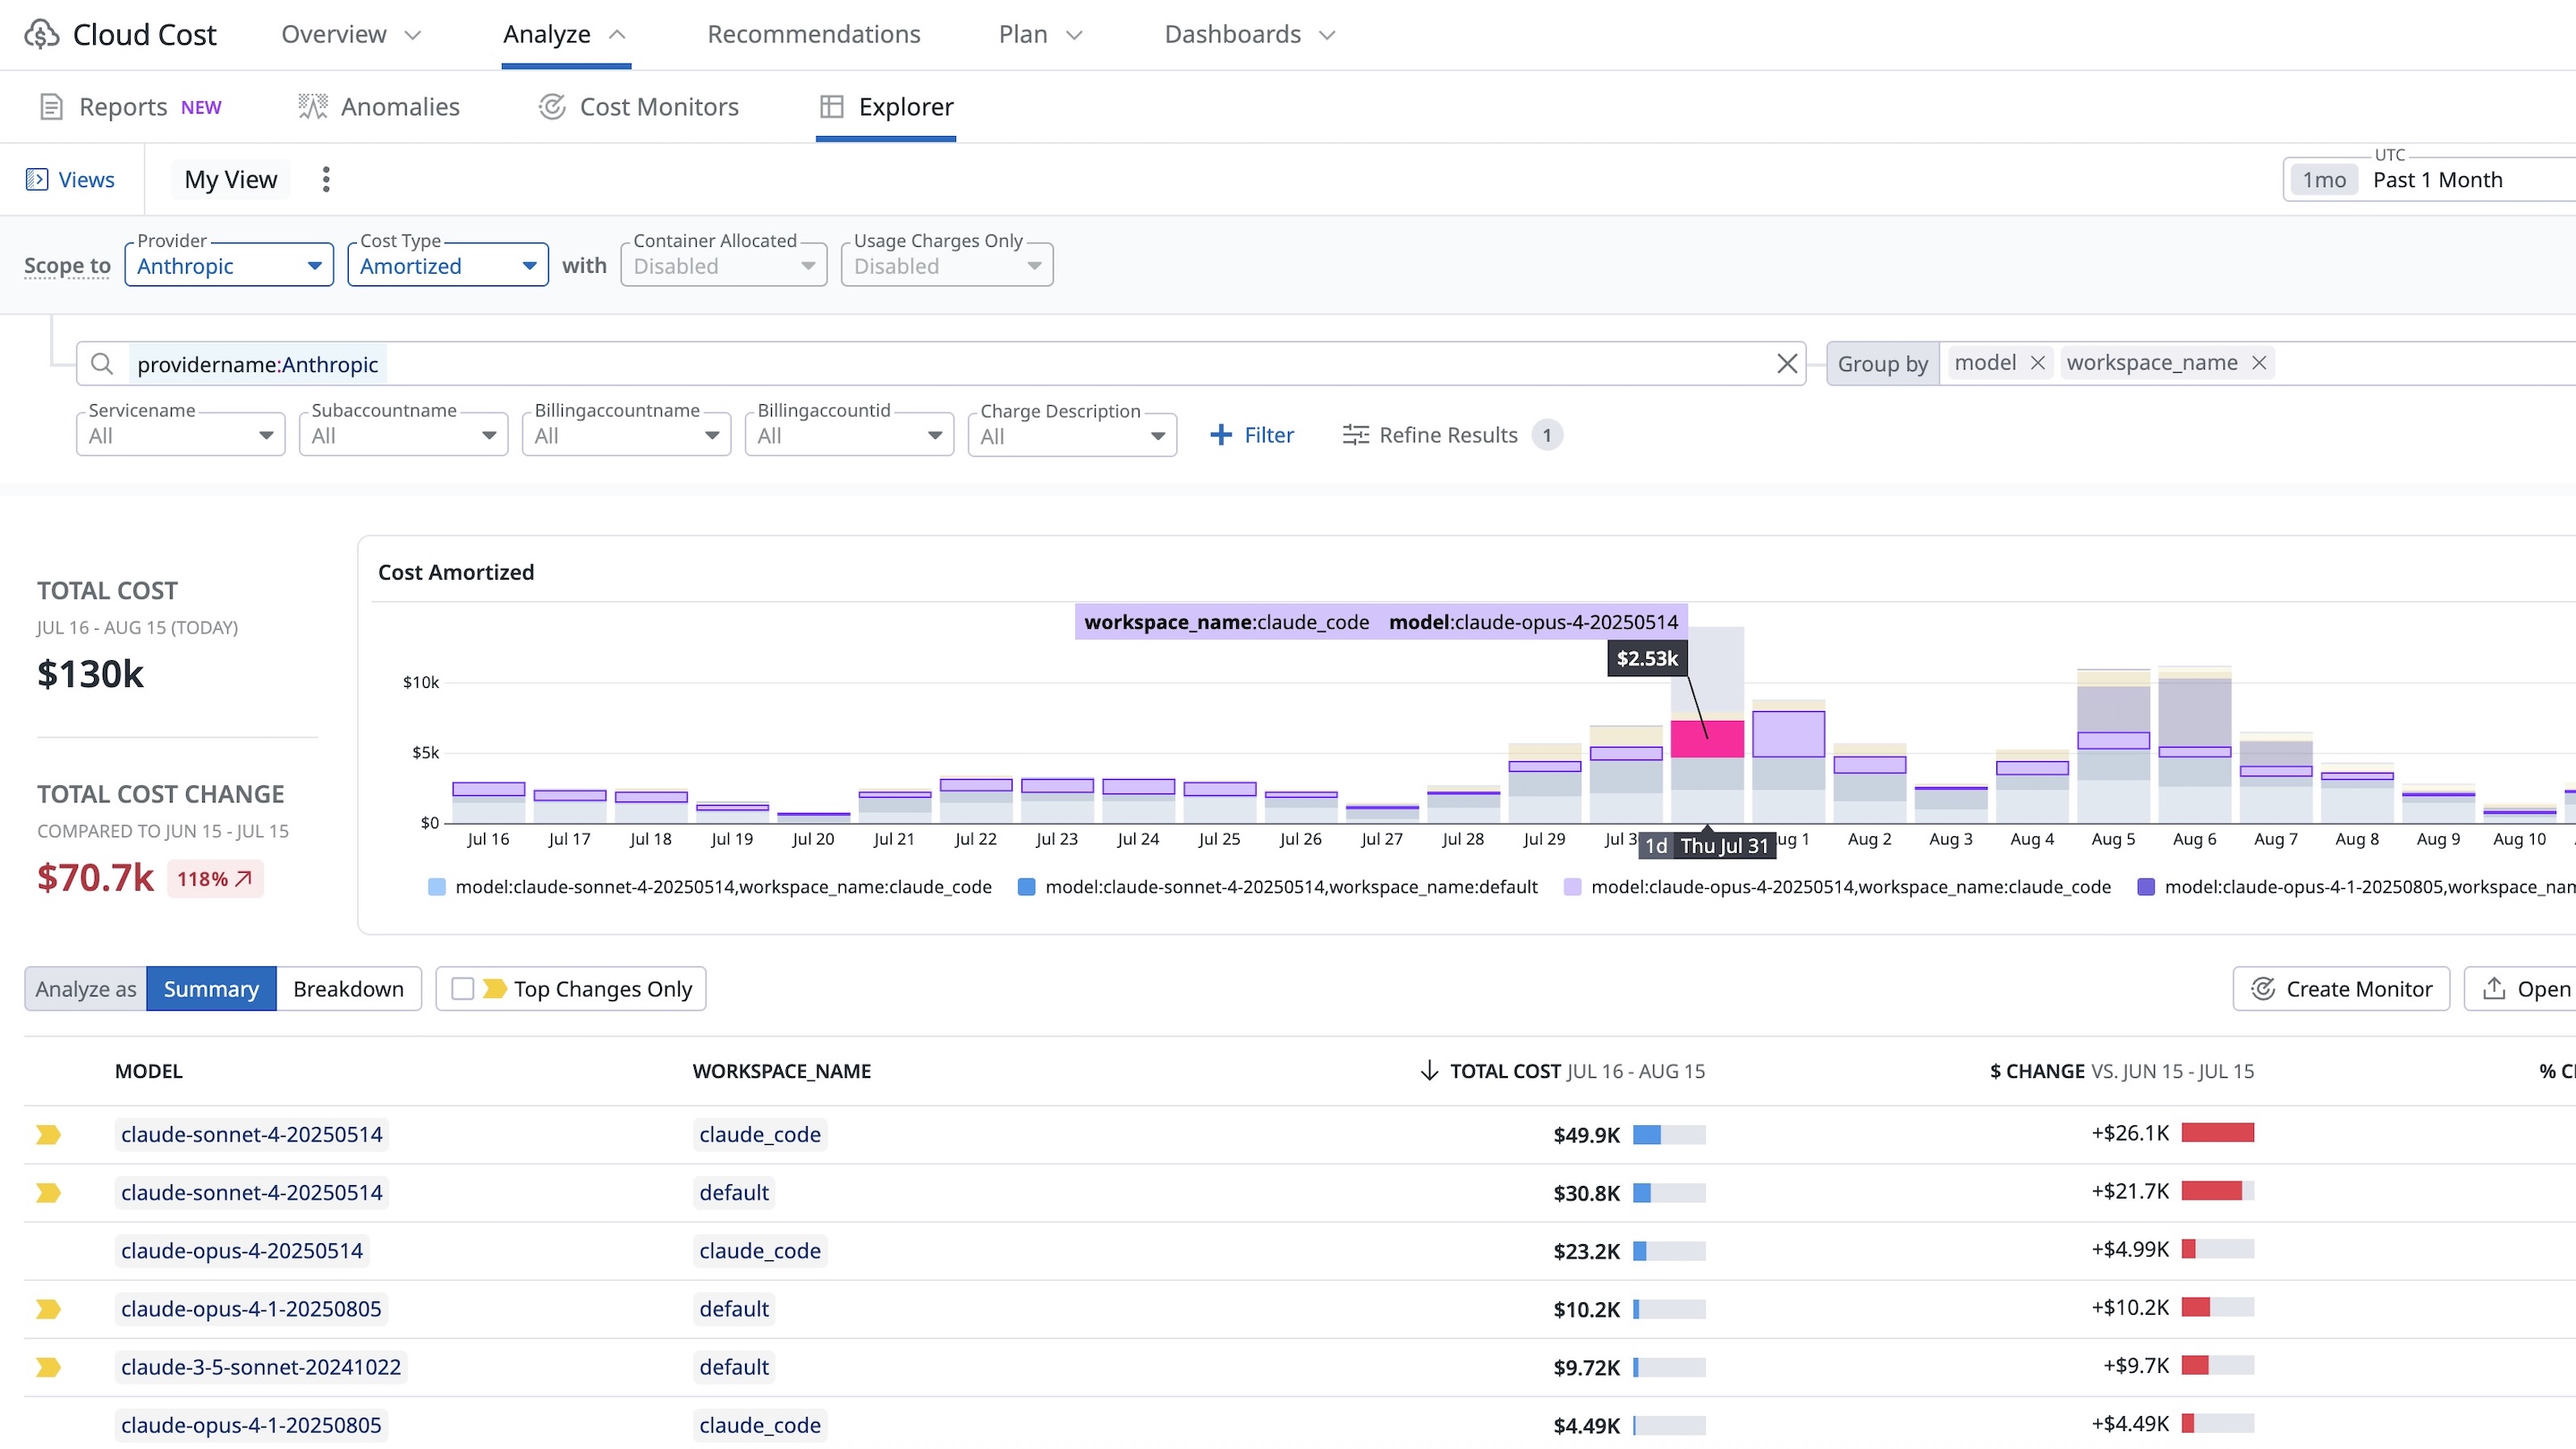 Cloud Cost Overview Analyze Recommendations Plan Dashboards
Reports NEW Anomalies Cost Monitors Explorer
Views My View UTC 1mo Past 1 Month
Scope to Provider Anthropic Cost Type Amortized with Container Allocated Disabled Usage Charges Only Disabled
providername:Anthropic Group by model workspace_name
Servicename All Subaccountname All Billingaccountname All Billingaccountid All Charge Description All Filter Refine Results 1
TOTAL COST
JUL 16 - AUG 15 (TODAY)
$130k
TOTAL COST CHANGE
COMPARED TO JUN 15 - JUL 15
$70.7k 118%
Cost Amortized
workspace_name:claude_code model:claude-opus-4-20250514
$2.53k
$10k
$5k
$0
Jul 16 Jul 17 Jul 18 Jul 19 Jul 20 Jul 21 Jul 22 Jul 23 Jul 24 Jul 25 Jul 26 Jul 27 Jul 28 Jul 29 Jul 3 1d Thu Jul 31 ug 1 Aug 2 Aug 3 Aug 4 Aug 5 Aug 6 Aug 7 Aug 8 Aug 9 Aug 10
model:claude-sonnet-4-20250514,workspace_name:claude_code model:claude-sonnet-4-20250514,workspace_name:default model:claude-opus-4-20250514,workspace_name:claude_code model:claude-opus-4-1-20250805,workspace_nam
Analyze as Summary Breakdown Top Changes Only Create Monitor Open
MODEL WORKSPACE_NAME TOTAL COST JUL 16 - AUG 15 $ CHANGE VS. JUN 15 - JUL 15 % C
claude-sonnet-4-20250514 claude_code $49.9K +$26.1K
claude-sonnet-4-20250514 default $30.8K +$21.7K
claude-opus-4-20250514 claude_code $23.2K +$4.99K
claude-opus-4-1-20250805 default $10.2K +$10.2K
claude-3-5-sonnet-20241022 default $9.72K +$9.7K
claude-opus-4-1-20250805 claude_code $4.49K +$4.49K